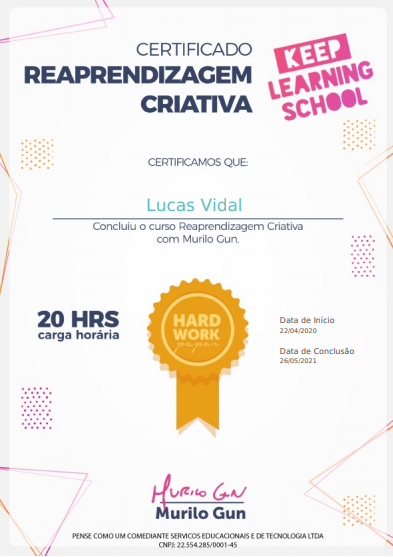 CERTIFICADO
REAPRENDIZAGEM
CRIATIVA
KEEP
LEARNING
SCHOOL
CERTIFICAMOS QUE:
Lucas Vidal
Concluiu o curso Reaprendizagem Criativa
com Murilo Gun.
20 HRS
carga horária
HARD
WORK
papai
Data de Início
22/04/2020
Data de Conclusão
26/05/2021
MURILO GUN
Murilo Gun
PENSE COMO UM COMEDIANTE SERVICOS EDUCACIONAIS E DE TECNOLOGIA LTDA
CNPJ: 22.554.285/0001-45